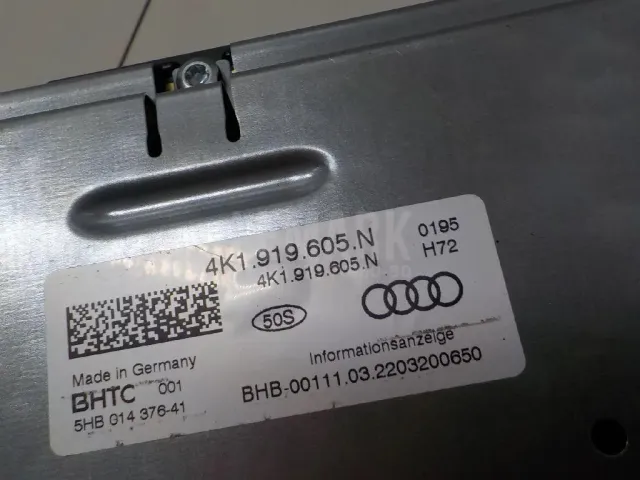 4K1.919.605.N
0195
4K1.919.605.N
H72
50S
Made in Germany
BHTC 001
5HB 014 376-41
Informationsanzeige
BHB-00111.03.2203200650